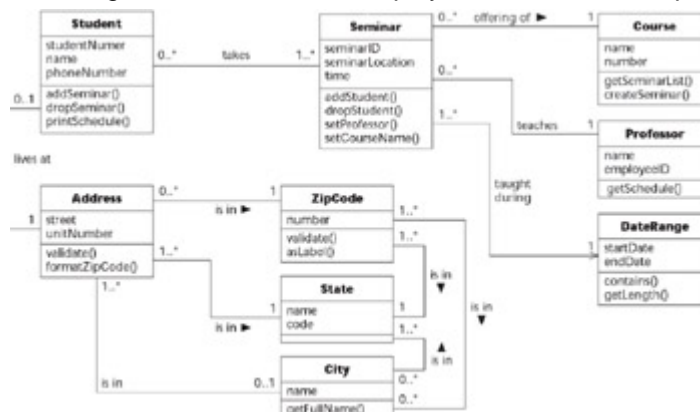 Student
studentNumer
name
phoneNumber
addSeminar()
dropSeminar()
printSchedule()
0..*
takes
1..*
Seminar
seminarID
seminarLocation
time
addStudent()
dropStudent()
setProfessor()
setCourseName()
0..*
offering of ►
1
Course
name
number
getSeminarList()
createSeminar()
0..*
teaches
1
Professor
name
employeeID
getSchedule()
1..*
taught
during
1
DateRange
startDate
endDate
contains()
getLength()
0..1
lives at
1
Address
street
unitNumber
validate()
formatZipCode()
0..*
is in ►
1
ZipCode
number
validate()
asLabel()
1..*
is in ►
1
State
name
code
1..*
is in
▼
1
1..*
is in
▼
0..*
1..*
▲
is in
0..*
1..*
is in
0..1
City
name
getFullName()